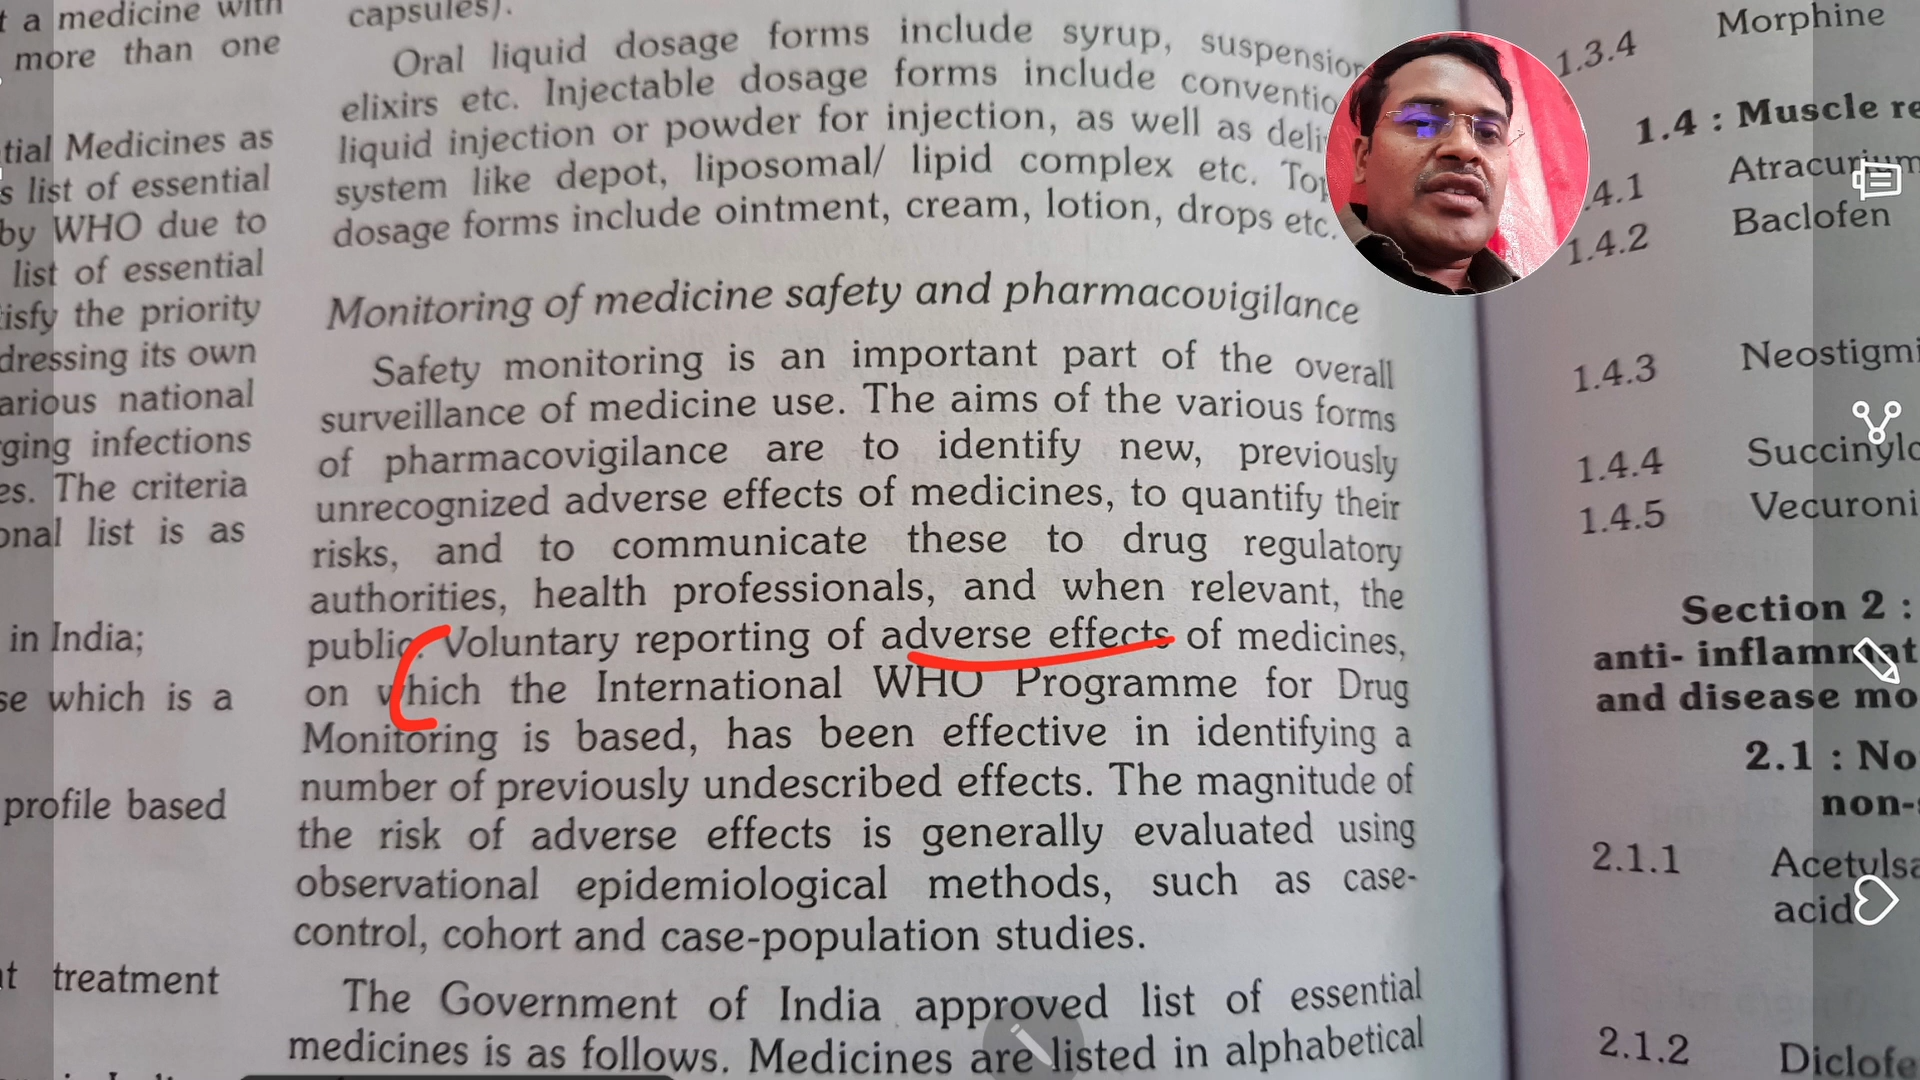 t a medicine with
more than one
tial Medicines as
s list of essential
by WHO due to
list of essential
isfy the priority
dressing its own
arious national
ging infections
es. The criteria
onal list is as
in India;
se which is a
profile based
nt treatment
capsules).
Oral liquid dosage forms include syrup, suspension
elixirs etc. Injectable dosage forms include conventio
liquid injection or powder for injection, as well as deli
system like depot, liposomal/ lipid complex etc. Top
dosage forms include ointment, cream, lotion, drops etc.
Monitoring of medicine safety and pharmacovigilance
Safety monitoring is an important part of the overall
surveillance of medicine use. The aims of the various forms
of pharmacovigilance are to identify new, previously
unrecognized adverse effects of medicines, to quantify their
risks, and to communicate these to drug regulatory
authorities, health professionals, and when relevant, the
public. Voluntary reporting of adverse effects of medicines,
on which the International WHO Programme for Drug
Monitoring is based, has been effective in identifying a
number of previously undescribed effects. The magnitude of
the risk of adverse effects is generally evaluated using
observational epidemiological methods, such as case-
control, cohort and case-population studies.
The Government of India approved list of essential
medicines is as follows. Medicines are listed in alphabetical
1.3.4 Morphine
1.4 : Muscle re
.4.1 Atracurium
1.4.2 Baclofen
1.4.3 Neostigmi
1.4.4 Succinylc
1.4.5 Vecuroni
Section 2 :
anti- inflammat
and disease mo
2.1 : No
non-s
2.1.1 Acetylsa
acid
2.1.2 Diclofe